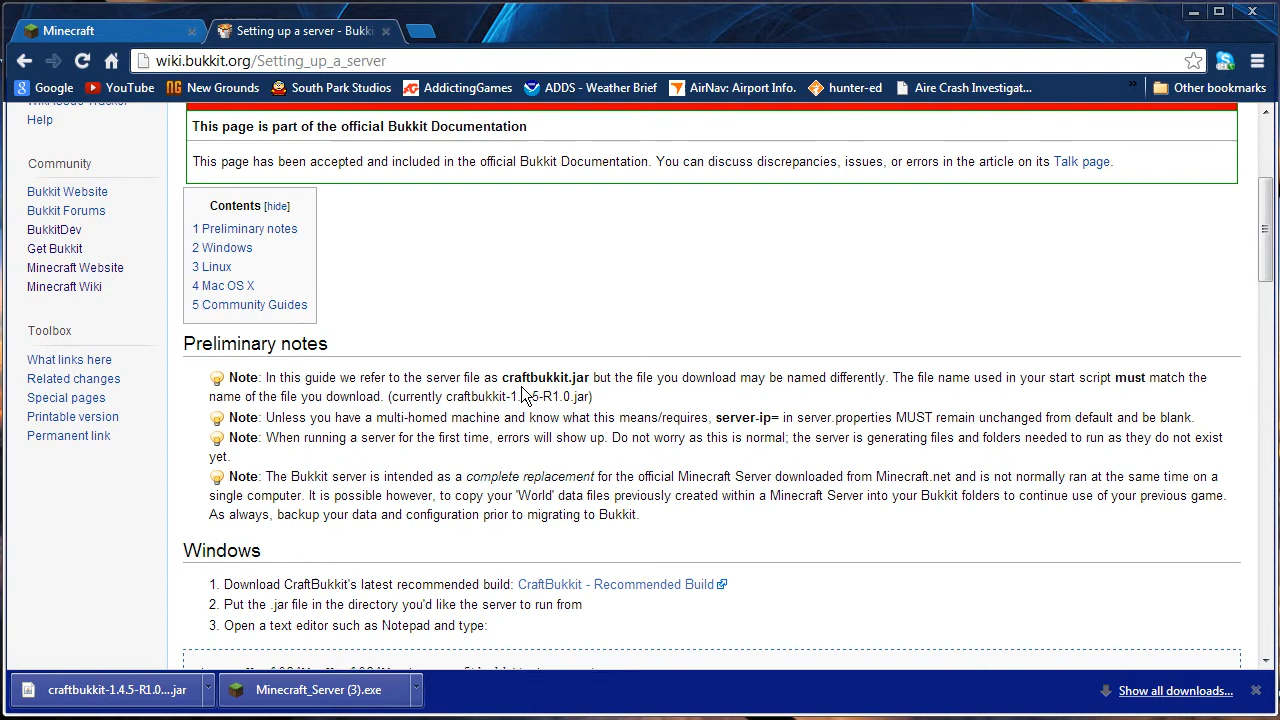 Minecraft
Setting up a server - Bukki
wiki.bukkit.org/Setting_up_a_server
Google YouTube New Grounds South Park Studios AddictingGames ADDS - Weather Brief AirNav: Airport Info. hunter-ed Aire Crash Investigat... » Other bookmarks
Help
Community
Bukkit Website
Bukkit Forums
BukkitDev
Get Bukkit
Minecraft Website
Minecraft Wiki
Toolbox
What links here
Related changes
Special pages
Printable version
Permanent link
This page is part of the official Bukkit Documentation
This page has been accepted and included in the official Bukkit Documentation. You can discuss discrepancies, issues, or errors in the article on its Talk page.
Contents [hide]
1 Preliminary notes
2 Windows
3 Linux
4 Mac OS X
5 Community Guides
Preliminary notes
Note: In this guide we refer to the server file as craftbukkit.jar but the file you download may be named differently. The file name used in your start script must match the
name of the file you download. (currently craftbukkit-1.4.5-R1.0.jar)
Note: Unless you have a multi-homed machine and know what this means/requires, server-ip= in server.properties MUST remain unchanged from default and be blank.
Note: When running a server for the first time, errors will show up. Do not worry as this is normal; the server is generating files and folders needed to run as they do not exist
yet.
Note: The Bukkit server is intended as a complete replacement for the official Minecraft Server downloaded from Minecraft.net and is not normally ran at the same time on a
single computer. It is possible however, to copy your 'World' data files previously created within a Minecraft Server into your Bukkit folders to continue use of your previous game.
As always, backup your data and configuration prior to migrating to Bukkit.
Windows
1. Download CraftBukkit's latest recommended build: CraftBukkit - Recommended Build
2. Put the .jar file in the directory you'd like the server to run from
3. Open a text editor such as Notepad and type:
craftbukkit-1.4.5-R1.0....jar
Minecraft_Server (3).exe
Show all downloads...